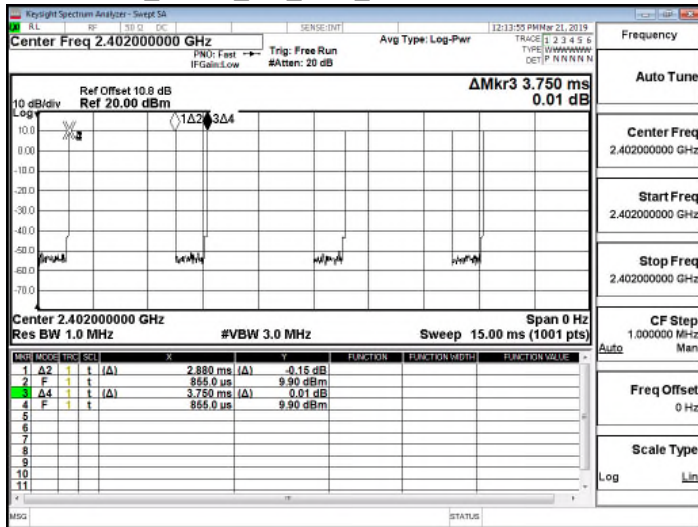 Keysight Spectrum Analyzer - Swept SA
RL RF 50 Ω DC SENSE:INT 12:13:55 PM Mar 21, 2019
Center Freq 2.402000000 GHz
PNO: Fast
IFGain:Low
Trig: Free Run
#Atten: 20 dB
Avg Type: Log-Pwr
TRACE 1 2 3 4 5 6
TYPE WWWWWW
DET P NNNNN
Ref Offset 10.8 dB
Ref 20.00 dBm
10 dB/div
Log
ΔMkr3 3.750 ms
0.01 dB
1Δ2 3Δ4
10.0
0.00
-10.0
-20.0
-30.0
-40.0
-50.0
-60.0
-70.0
Center 2.402000000 GHz Span 0 Hz
Res BW 1.0 MHz #VBW 3.0 MHz Sweep 15.00 ms (1001 pts)
MKR MODE TRC SCL X Y FUNCTION FUNCTION WIDTH FUNCTION VALUE
1 Δ2 1 t (Δ) 2.880 ms (Δ) -0.15 dB
2 F 1 t 855.0 us 9.90 dBm
3 Δ4 1 t (Δ) 3.750 ms (Δ) 0.01 dB
4 F 1 t 855.0 us 9.90 dBm
5
6
7
8
9
10
11
MSG STATUS
Frequency
Auto Tune
Center Freq
2.402000000 GHz
Start Freq
2.402000000 GHz
Stop Freq
2.402000000 GHz
CF Step
1.000000 MHz
Auto Man
Freq Offset
0 Hz
Scale Type
Log Lin